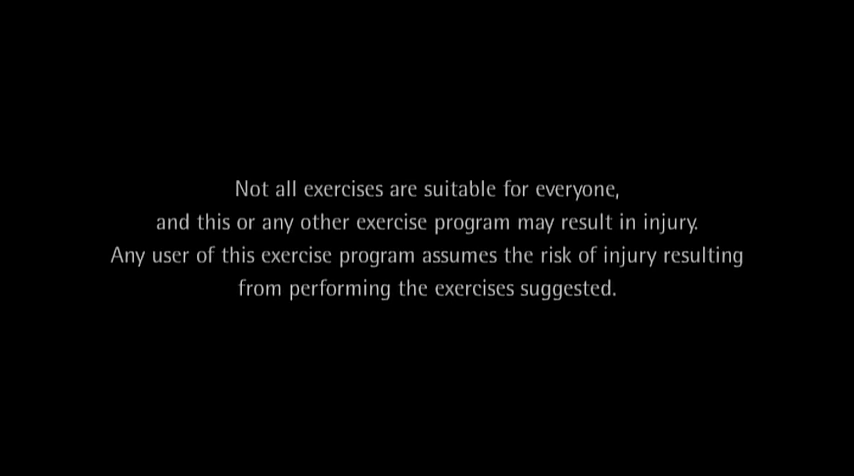 Not all exercises are suitable for everyone,
and this or any other exercise program may result in injury.
Any user of this exercise program assumes the risk of injury resulting
from performing the exercises suggested.